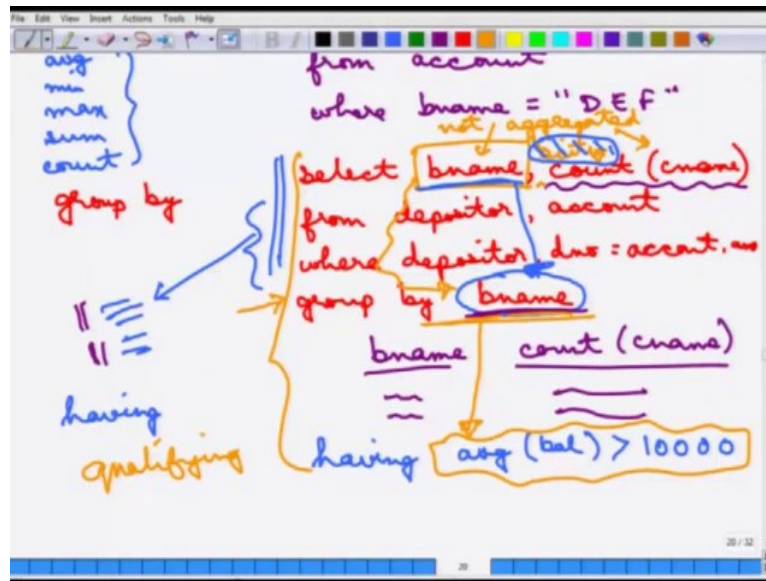 File Edit View Insert Actions Tools Help
avg
min
max
sum
count
group by
from account
where bname = "DEF"
not aggregated
select bname, count (cname)
from depositor, account
where depositor. dno = accont. ano
group by bname
bname count (cname)
having
qualifying
having avg (bal) > 10000
20 / 32
20